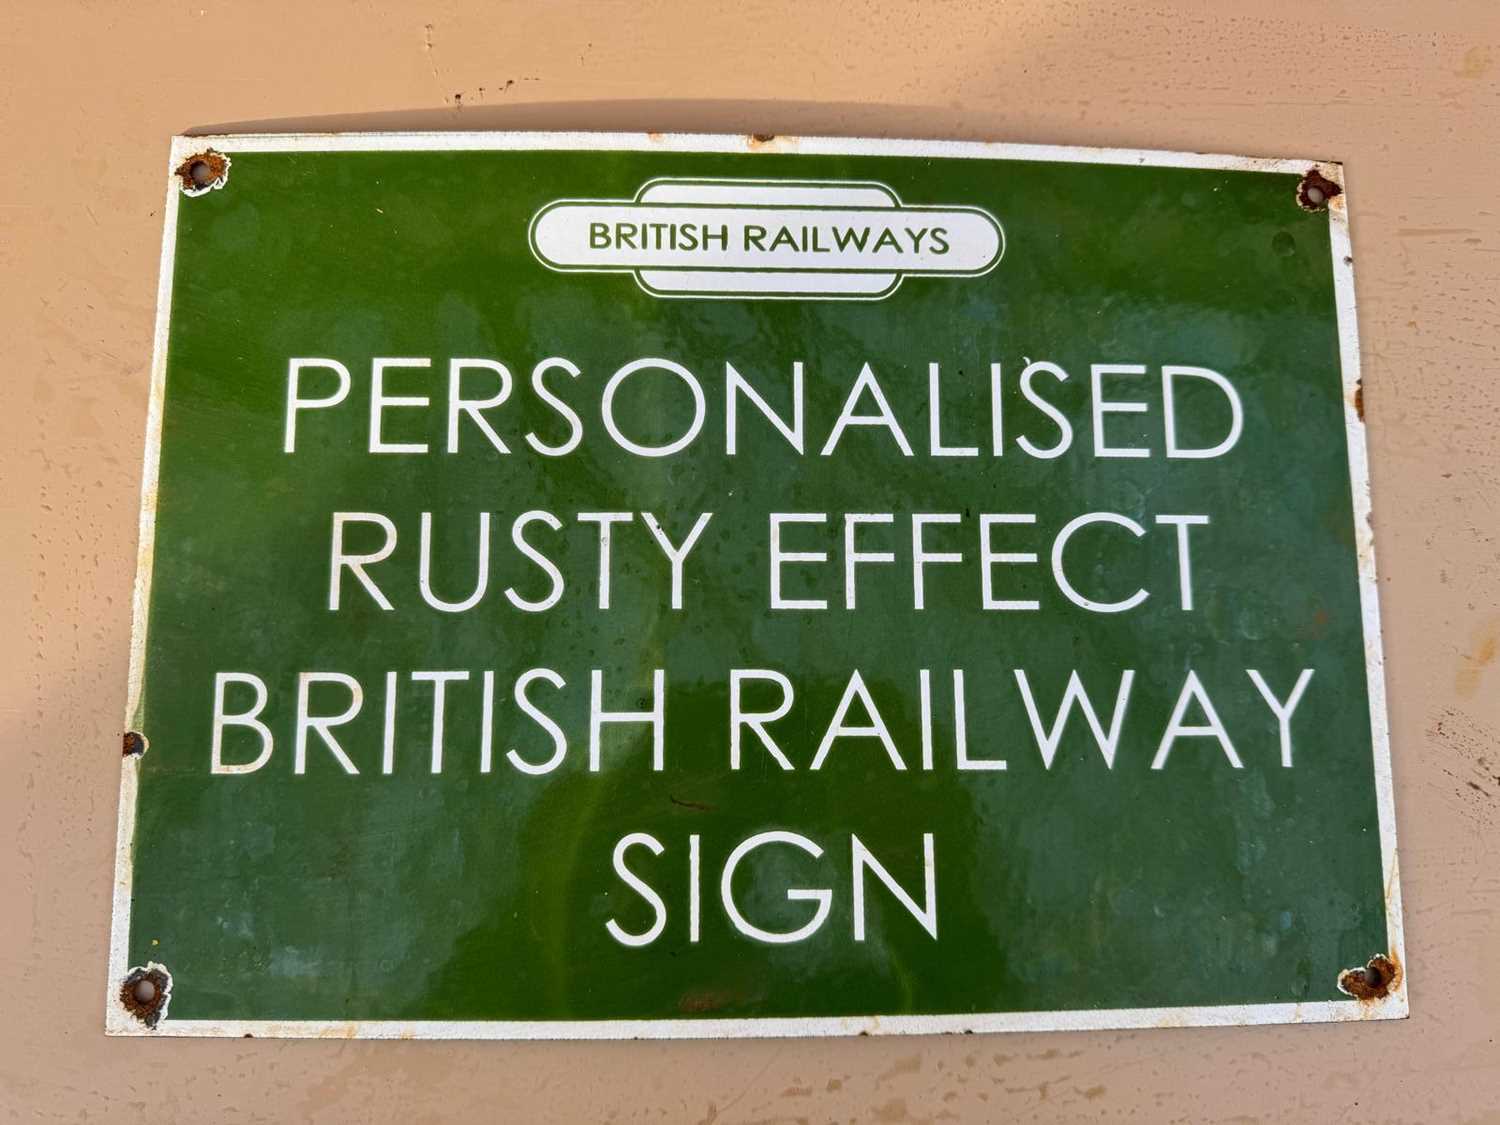 BRITISH RAILWAYS
PERSONALISED
RUSTY EFFECT
BRITISH RAILWAY
SIGN